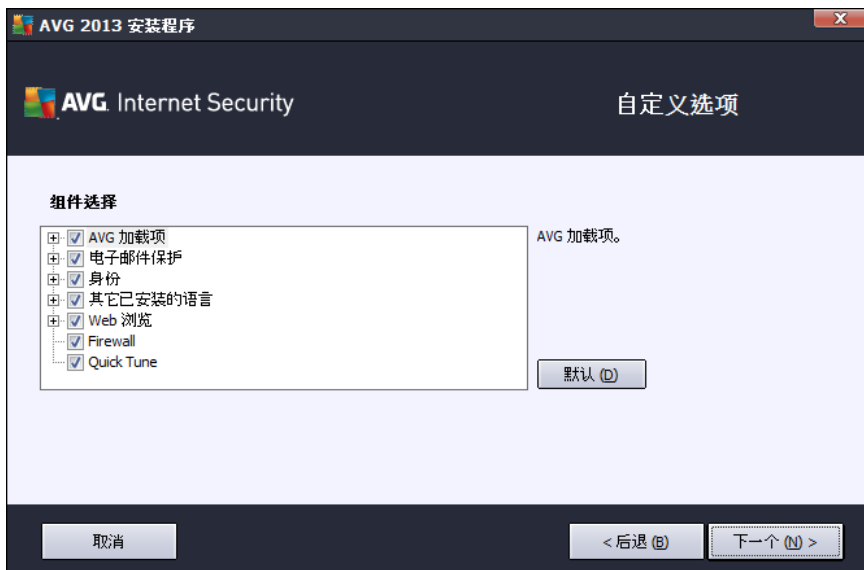 AVG 2013 安装程序
AVG. Internet Security
自定义选项
组件选择
AVG 加载项
电子邮件保护
身份
其它已安装的语言
Web 浏览
Firewall
Quick Tune
AVG 加载项。
默认 (D)
取消
< 后退 (B)
下一个 (N) >